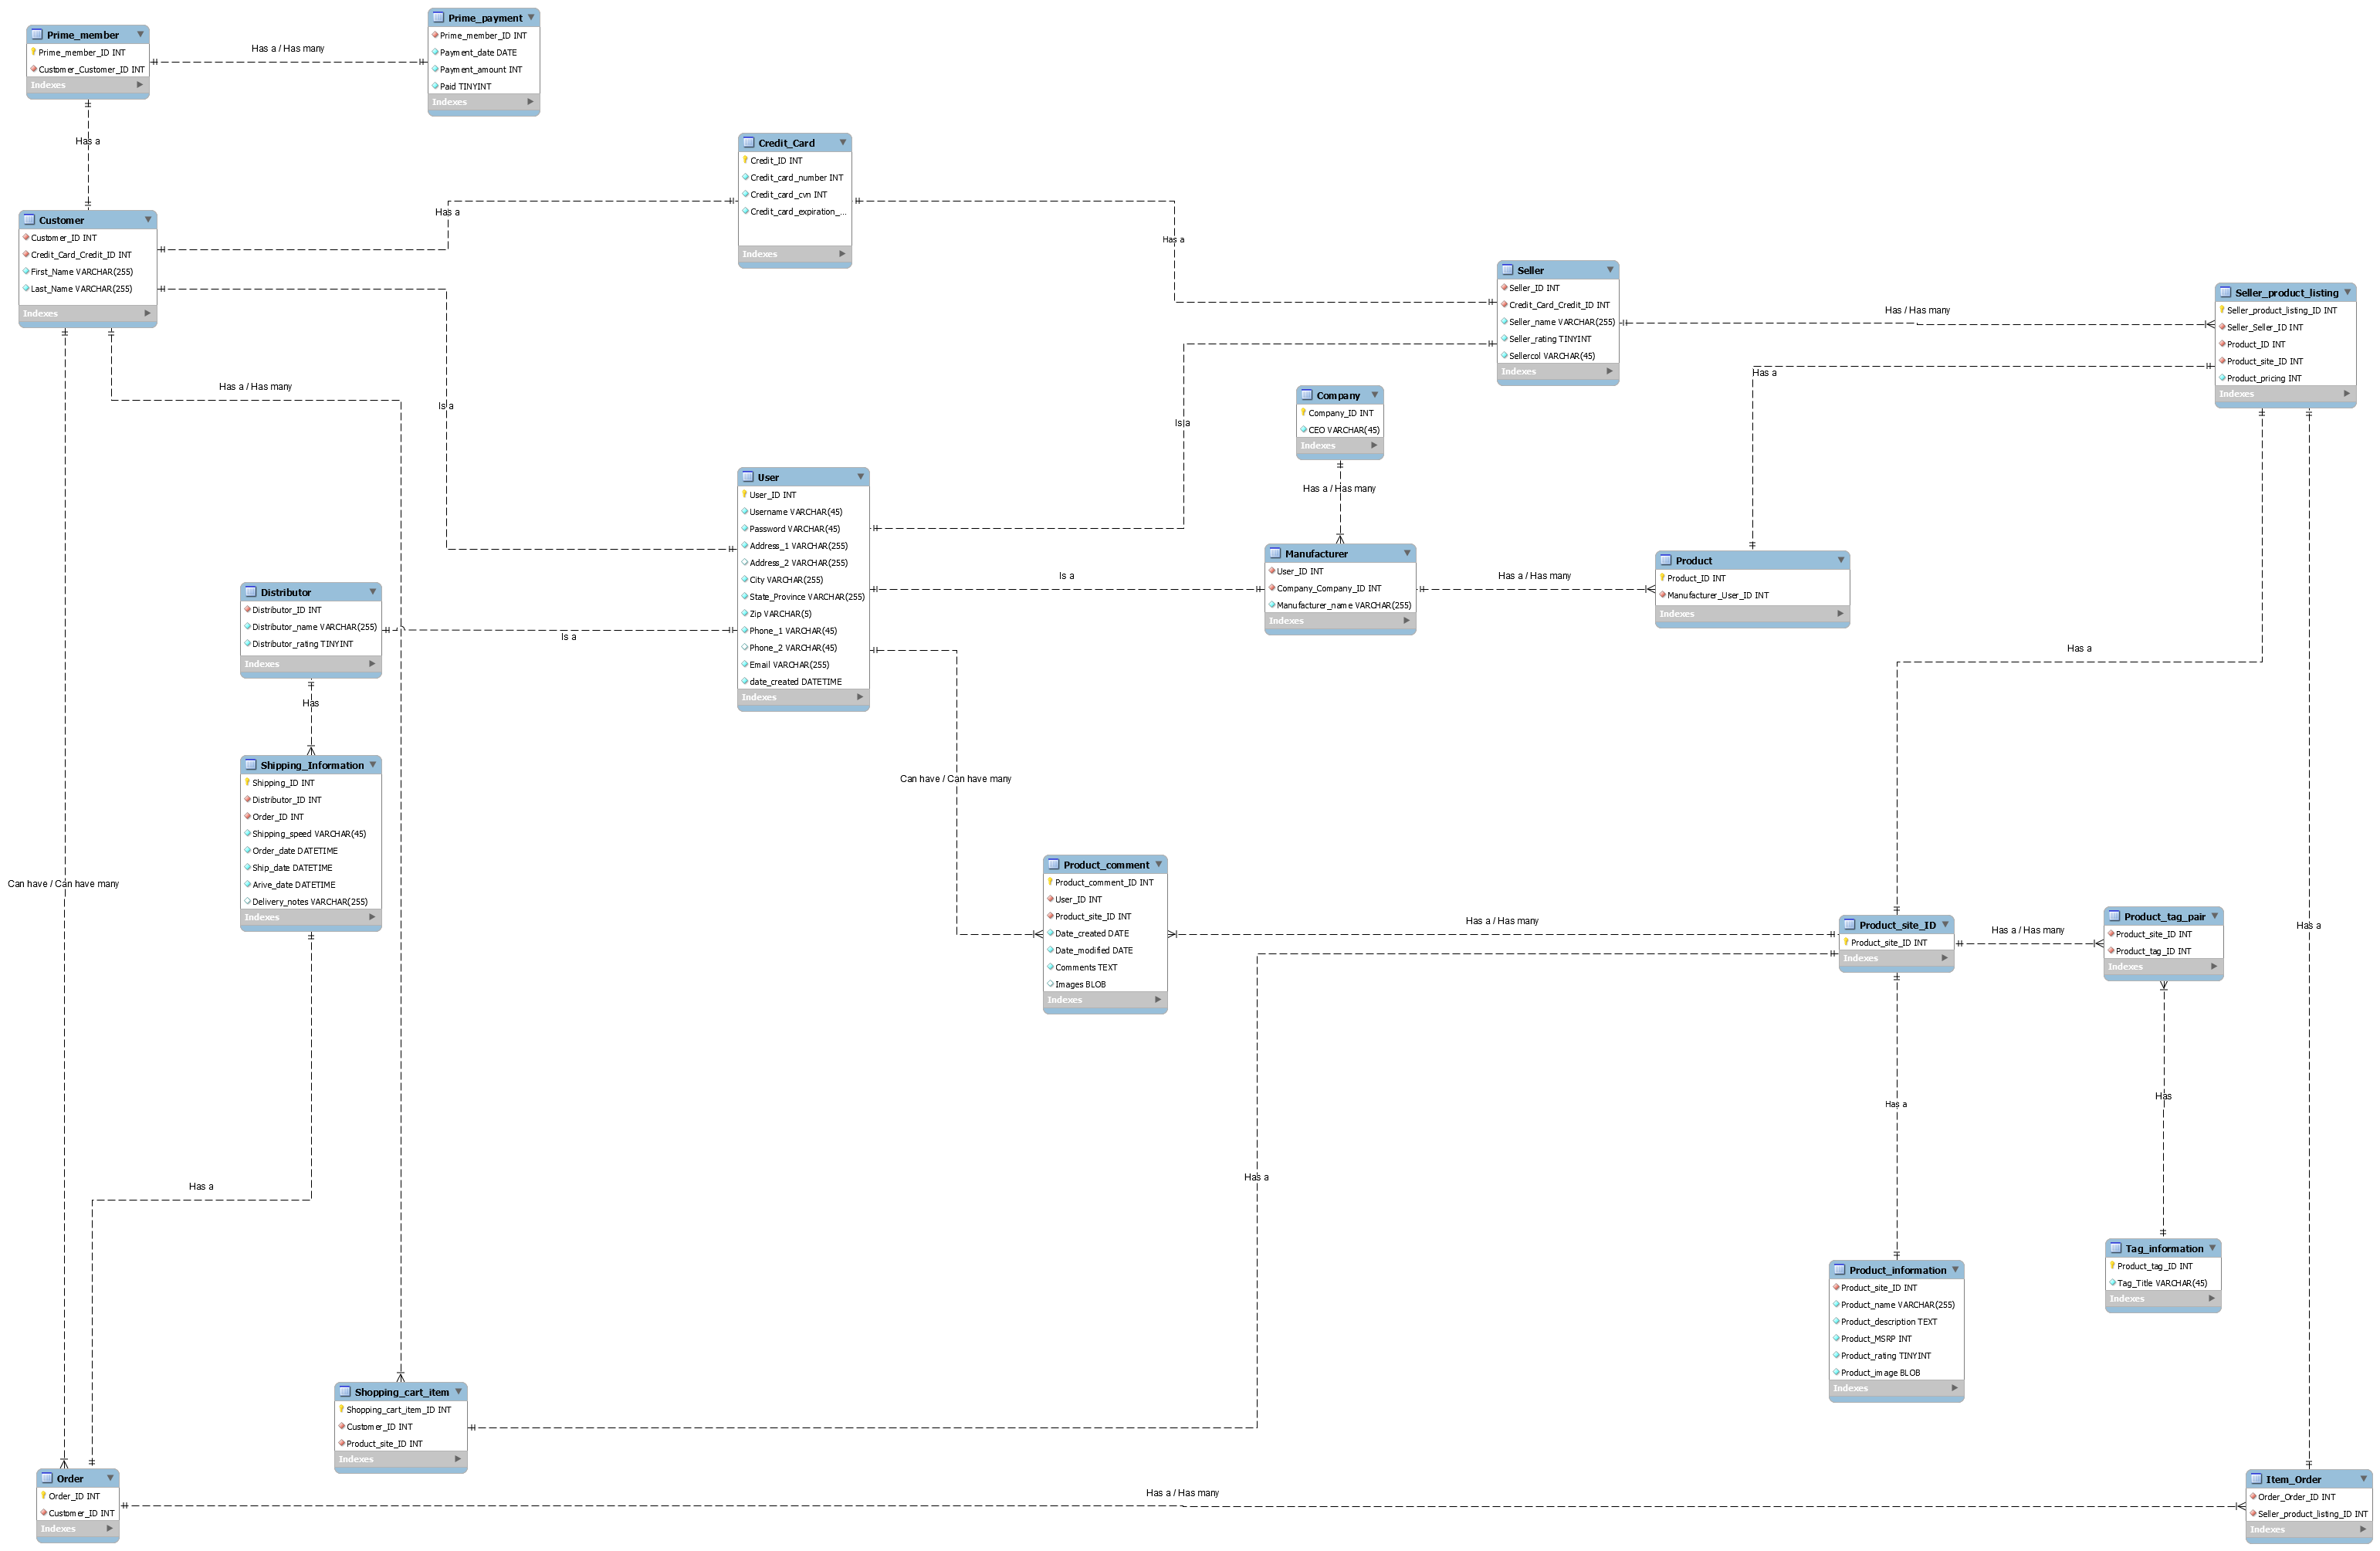 Prime_member
Prime_member_ID INT
Customer_Customer_ID INT
Indexes
Has a / Has many
Prime_payment
Prime_member_ID INT
Payment_date DATE
Payment_amount INT
Paid TINYINT
Indexes
Has a
Customer
Customer_ID INT
Credit_Card_Credit_ID INT
First_Name VARCHAR(255)
Last_Name VARCHAR(255)
Indexes
Has a
Credit_Card
Credit_ID INT
Credit_card_number INT
Credit_card_cvn INT
Credit_card_expiration_...
Indexes
Has a
Seller
Seller_ID INT
Credit_Card_Credit_ID INT
Seller_name VARCHAR(255)
Seller_rating TINYINT
Sellercol VARCHAR(45)
Indexes
Has / Has many
Seller_product_listing
Seller_product_listing_ID INT
Seller_Seller_ID INT
Product_ID INT
Product_site_ID INT
Product_pricing INT
Indexes
Has a
Has a / Has many
Is a
Is a
Company
Company_ID INT
CEO VARCHAR(45)
Indexes
Has a / Has many
User
User_ID INT
Username VARCHAR(45)
Password VARCHAR(45)
Address_1 VARCHAR(255)
Address_2 VARCHAR(255)
City VARCHAR(255)
State_Province VARCHAR(255)
Zip VARCHAR(5)
Phone_1 VARCHAR(45)
Phone_2 VARCHAR(45)
Email VARCHAR(255)
date_created DATETIME
Indexes
Is a
Manufacturer
User_ID INT
Company_Company_ID INT
Manufacturer_name VARCHAR(255)
Indexes
Has a / Has many
Product
Product_ID INT
Manufacturer_User_ID INT
Indexes
Distributor
Distributor_ID INT
Distributor_name VARCHAR(255)
Distributor_rating TINYINT
Indexes
Is a
Has
Has a
Shipping_Information
Shipping_ID INT
Distributor_ID INT
Order_ID INT
Shipping_speed VARCHAR(45)
Order_date DATETIME
Ship_date DATETIME
Arive_date DATETIME
Delivery_notes VARCHAR(255)
Indexes
Can have / Can have many
Can have / Can have many
Product_comment
Product_comment_ID INT
User_ID INT
Product_site_ID INT
Date_created DATE
Date_modified DATE
Comments TEXT
Images BLOB
Indexes
Has a / Has many
Product_site_ID
Product_site_ID INT
Indexes
Has a / Has many
Product_tag_pair
Product_site_ID INT
Product_tag_ID INT
Indexes
Has a
Has a
Has
Has a
Has a
Tag_information
Product_tag_ID INT
Tag_Title VARCHAR(45)
Indexes
Product_information
Product_site_ID INT
Product_name VARCHAR(255)
Product_description TEXT
Product_MSRP INT
Product_rating TINYINT
Product_image BLOB
Indexes
Shopping_cart_item
Shopping_cart_item_ID INT
Customer_ID INT
Product_site_ID INT
Indexes
Order
Order_ID INT
Customer_ID INT
Indexes
Has a / Has many
Item_Order
Order_Order_ID INT
Seller_product_listing_ID INT
Indexes